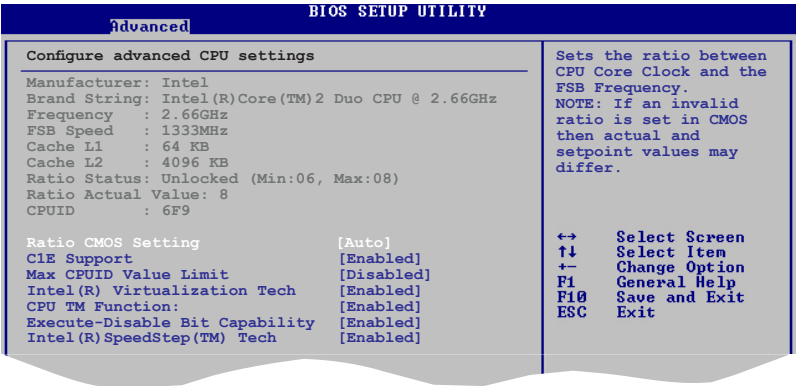 BIOS SETUP UTILITY
Advanced
Configure advanced CPU settings
Manufacturer: Intel
Brand String: Intel(R)Core(TM)2 Duo CPU @ 2.66GHz
Frequency : 2.66GHz
FSB Speed : 1333MHz
Cache L1 : 64 KB
Cache L2 : 4096 KB
Ratio Status: Unlocked (Min:06, Max:08)
Ratio Actual Value: 8
CPUID : 6F9
Ratio CMOS Setting [Auto]
C1E Support [Enabled]
Max CPUID Value Limit [Disabled]
Intel(R) Virtualization Tech [Enabled]
CPU TM Function: [Enabled]
Execute-Disable Bit Capability [Enabled]
Intel(R)SpeedStep(TM) Tech [Enabled]
Sets the ratio between
CPU Core Clock and the
FSB Frequency.
NOTE: If an invalid
ratio is set in CMOS
then actual and
setpoint values may
differ.
←→ Select Screen
↑↓ Select Item
+- Change Option
F1 General Help
F10 Save and Exit
ESC Exit